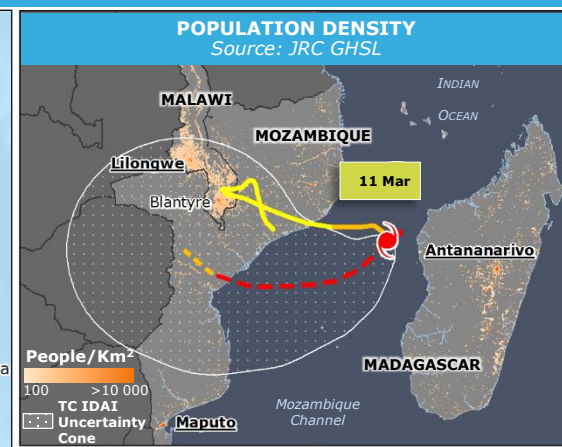 POPULATION DENSITY
Source: JRC GHSL
INDIAN
OCEAN
MALAWI
MOZAMBIQUE
Lilongwe
11 Mar
Blantyre
Antananarivo
People/Km²
100 >10 000
MADAGASCAR
a
TC IDAI
Uncertainty
Cone
Maputo
Mozambique
Channel